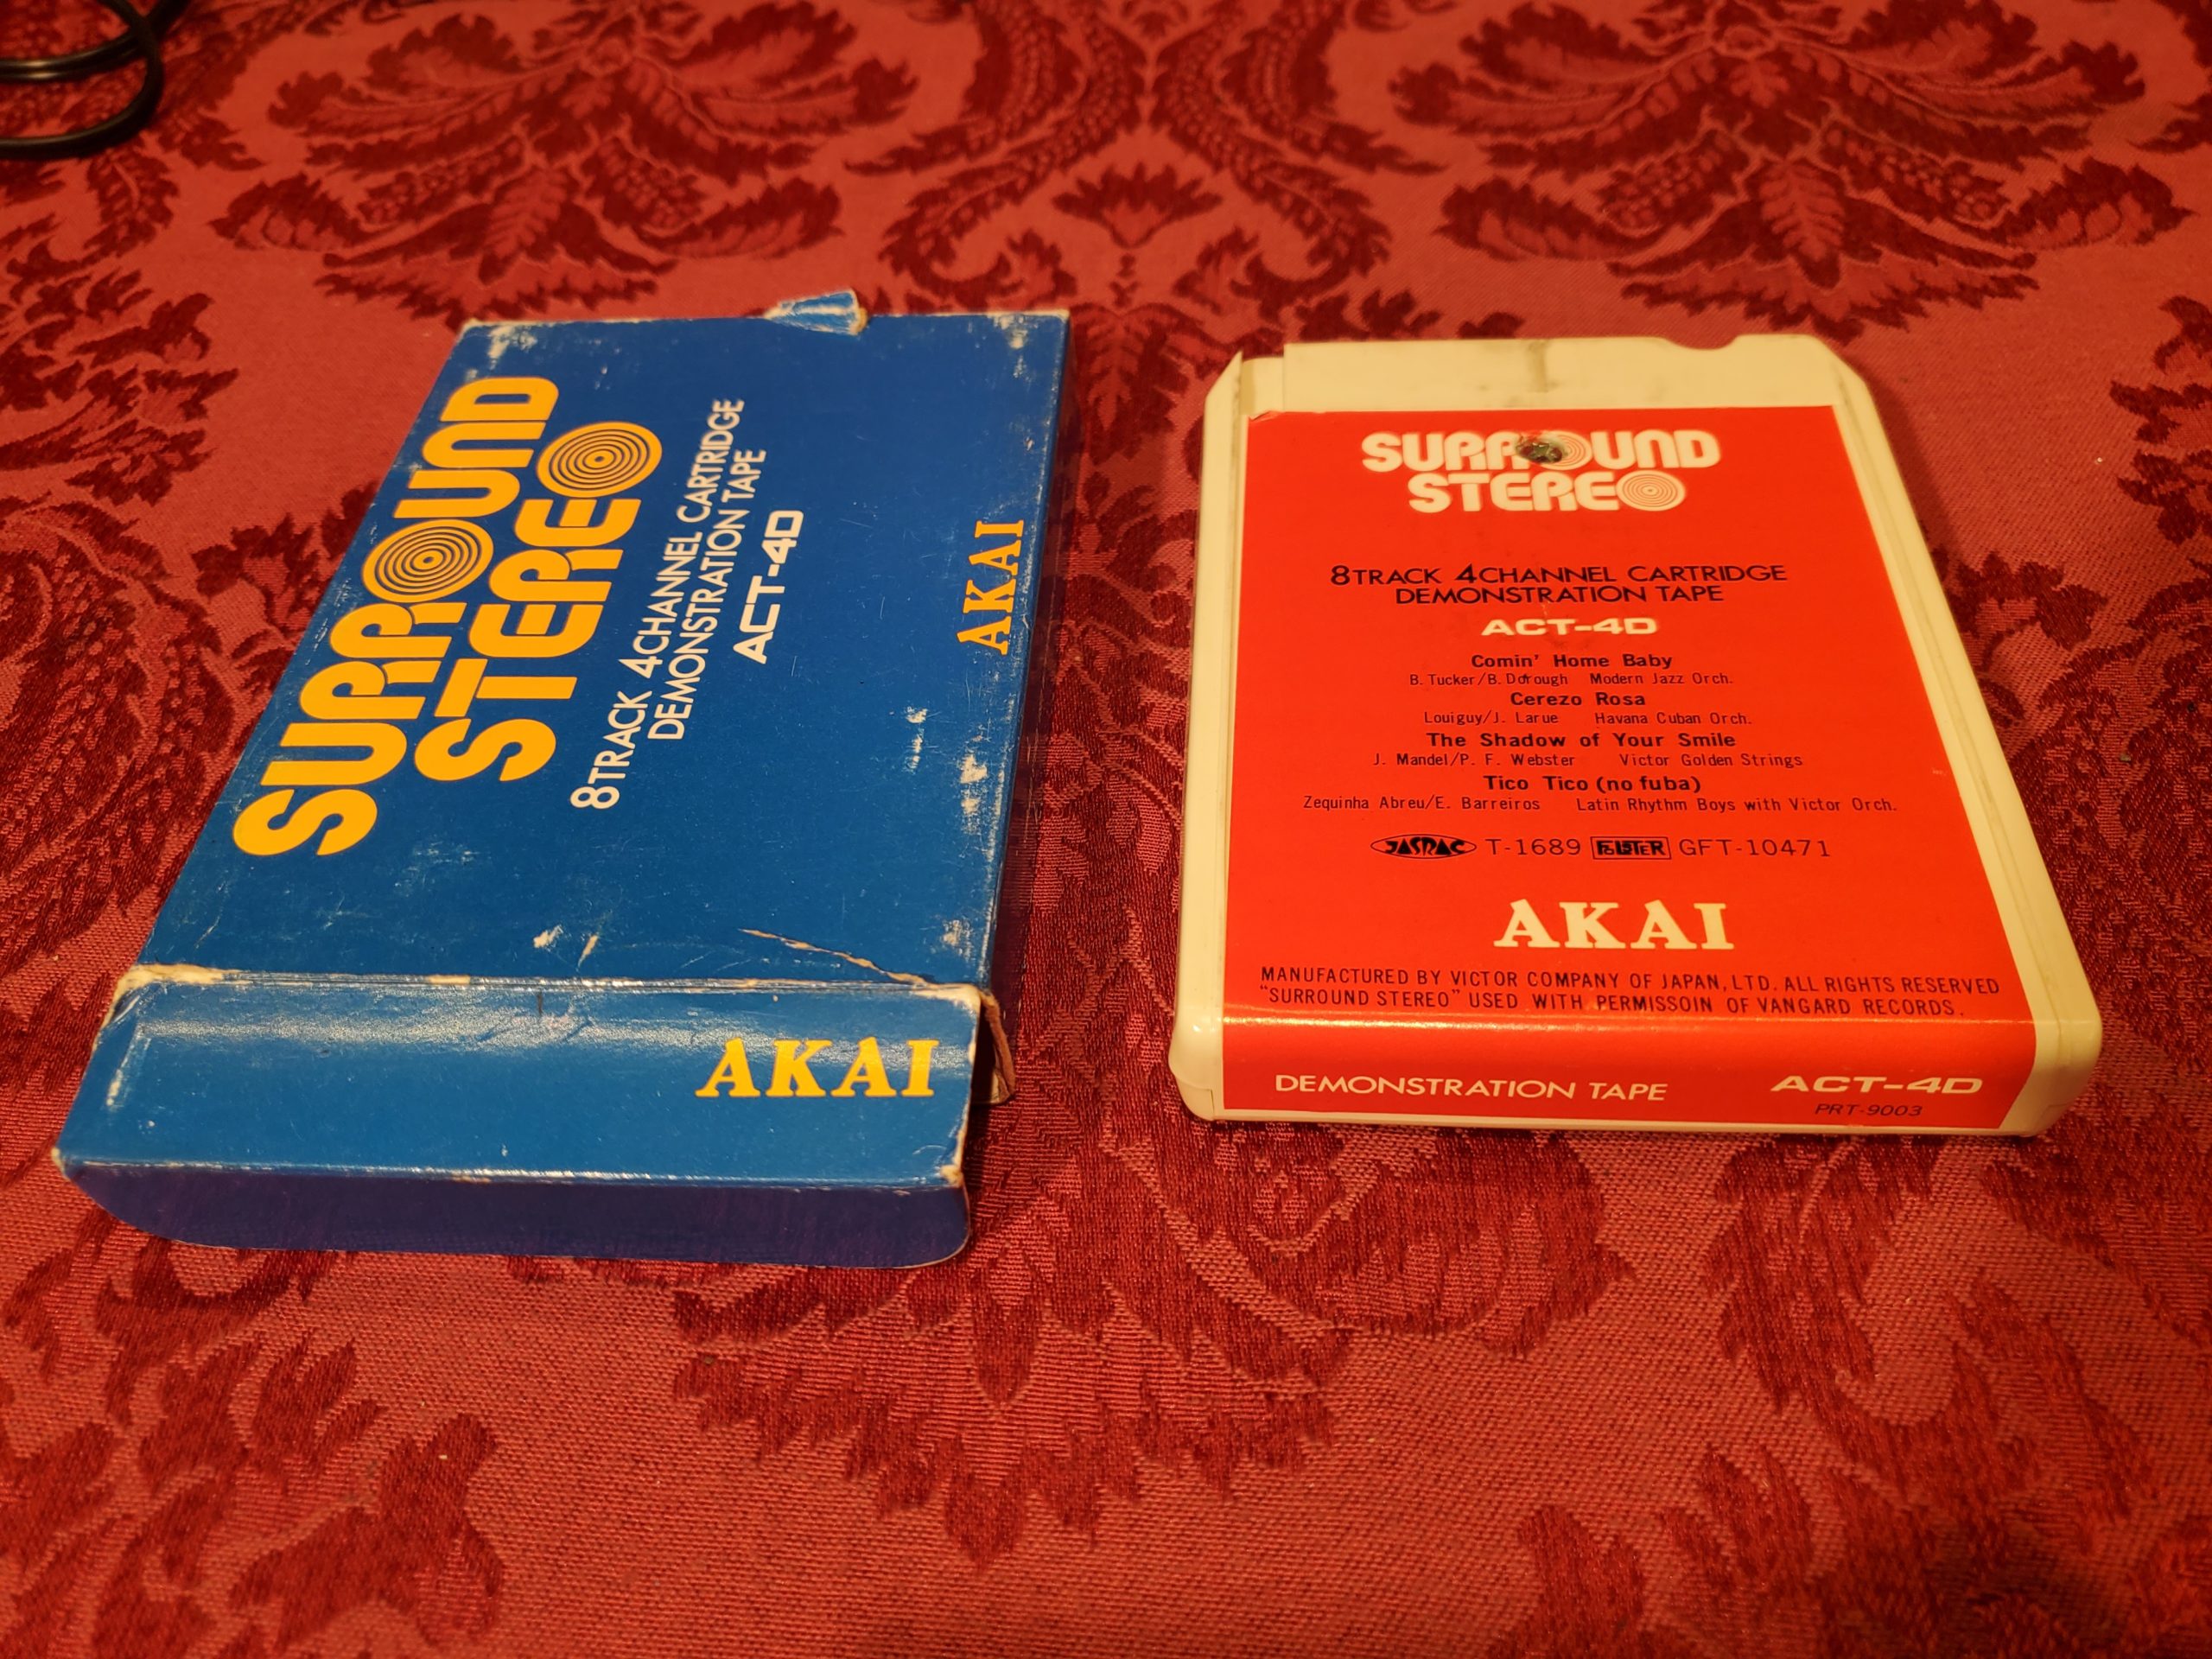 SURROUND
STEREO
8TRACK 4CHANNEL CARTRIDGE
DEMONSTRATION TAPE
ACT-4D
AKAI
AKAI
SURROUND
STEREO
8TRACK 4CHANNEL CARTRIDGE
DEMONSTRATION TAPE
ACT-4D
Comin' Home Baby
B. Tucker/B. Dorough Modern Jazz Orch.
Cerezo Rosa
Louiguy/J. Larue Havana Cuban Orch.
The Shadow of Your Smile
J. Mandel/P. F. Webster Victor Golden Strings
Tico Tico (no fuba)
Zequinha Abreu/E. Barreiros Latin Rhythm Boys with Victor Orch.
JASRAC T-1689 FOLSTER GFT-10471
AKAI
MANUFACTURED BY VICTOR COMPANY OF JAPAN, LTD. ALL RIGHTS RESERVED
"SURROUND STEREO" USED WITH PERMISSOIN OF VANGARD RECORDS.
DEMONSTRATION TAPE ACT-4D
PRT-9003